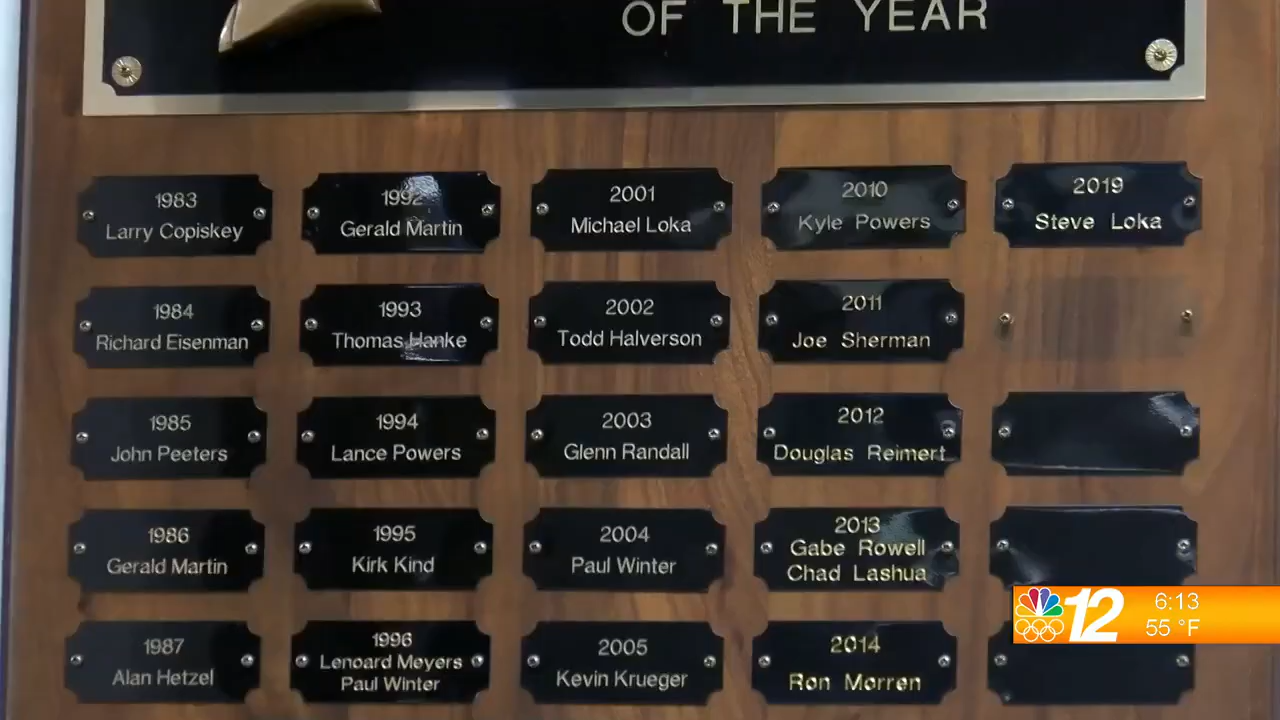 OF THE YEAR
1983
Larry Copiskey
1984
Richard Eisenman
1985
John Peeters
1986
Gerald Martin
1987
Alan Hetzel
1992
Gerald Martin
1993
Thomas Hanke
1994
Lance Powers
1995
Kirk Kind
1996
Lenoard Meyers
Paul Winter
2001
Michael Loka
2002
Todd Halverson
2003
Glenn Randall
2004
Paul Winter
2005
Kevin Krueger
2010
Kyle Powers
2011
Joe Sherman
2012
Douglas Reimert
2013
Gabe Rowell
Chad Lashua
2014
Ron Morren
2019
Steve Loka
12
6:13
55 °F